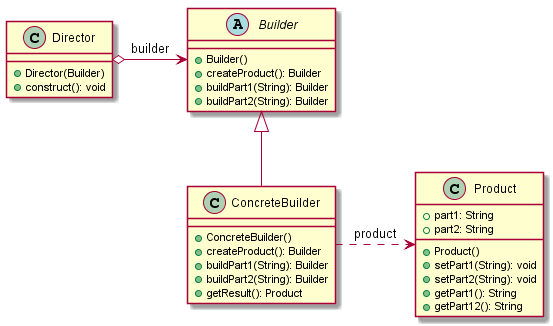 C Director
Director(Builder)
construct(): void
builder
A Builder
Builder()
createProduct(): Builder
buildPart1(String): Builder
buildPart2(String): Builder
C ConcreteBuilder
ConcreteBuilder()
createProduct(): Builder
buildPart1(String): Builder
buildPart2(String): Builder
getResult(): Product
product
C Product
part1: String
part2: String
Product()
setPart1(String): void
setPart2(String): void
getPart1(): String
getPart12(): String